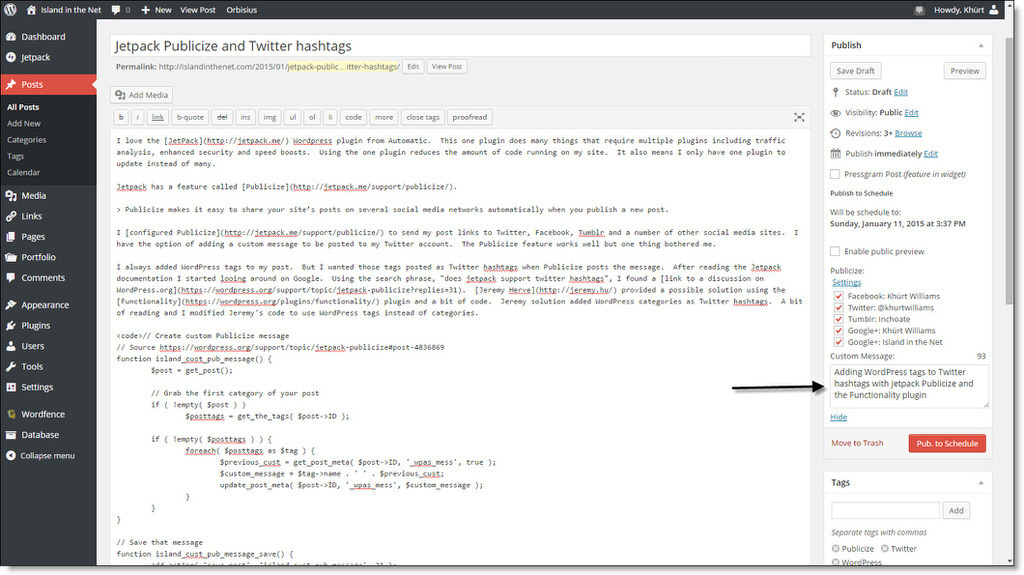 Island in the Net 0 + New View Post Orbisius Howdy, Khürt
Dashboard
Jetpack
Posts
All Posts
Add New
Categories
Tags
Calendar
Media
Links
Pages
Portfolio
Comments
Appearance
Plugins
Users
Tools
Settings
Wordfence
Database
Collapse menu
Jetpack Publicize and Twitter hashtags
Permalink: http://islandinthenet.com/2015/01/jetpack-public...itter-hashtags/ Edit View Post
Add Media
b i link b-quote del ins img ul ol li code more close tags proofread
I love the [JetPack](http://jetpack.me/) Wordpress plugin from Automatic.  This one plugin does many things that require multiple plugins including traffic
analysis, enhanced security and speed boosts.  Using the one plugin reduces the amount of code running on my site.  It also means I only have one plugin to
update instead of many.
Jetpack has a feature called [Publicize](http://jetpack.me/support/publicize/).
> Publicize makes it easy to share your site's posts on several social media networks automatically when you publish a new post.
I [configured Publicize](http://jetpack.me/support/publicize/) to send my post links to Twitter, Facebook, Tumblr and a number of other social media sites.  I
have the option of adding a custom message to be posted to my Twitter account.  The Publicize feature works well but one thing bothered me.
I always added WordPress tags to my post.  But I wanted those tags posted as Twitter hashtags when Publicize posts the message.  After reading the Jetpack
documentation I started looing around on Google.  Using the search phrase, "does jetpack support twitter hashtags", I found a [link to a discussion on
WordPress.org](https://wordpress.org/support/topic/jetpack-publicize?replies=31).  [Jeremy Herve](http://jeremy.hu/) provided a possible solution using the
[Functionality](https://wordpress.org/plugins/functionality/) plugin and a bit of code.  Jeremy solution added WordPress categories as Twitter hashtags.  A bit
of reading and I modified Jeremy's code to use WordPress tags instead of categories.
<code>// Create custom Publicize message
// Source https://wordpress.org/support/topic/jetpack-publicize#post-4836869
function island_cust_pub_message() {
$post = get_post();
// Grab the first category of your post
if ( !empty( $post ) )
$posttags = get_the_tags( $post->ID );
if ( !empty( $posttags ) ) {
foreach( $posttags as $tag ) {
$previous_cust = get_post_meta( $post->ID, '_wpas_mess', true );
$custom_message = $tag->name . ' ' . $previous_cust;
update_post_meta( $post->ID, '_wpas_mess', $custom_message );
}
}
}
// Save that message
function island_cust_pub_message_save() {
Publish
Save Draft Preview
Status: Draft Edit
Visibility: Public Edit
Revisions: 3+ Browse
Publish immediately Edit
Pressgram Post (feature in widget)
Publish to Schedule
Will be schedule to:
Sunday, January 11, 2015 at 3:37 PM
Enable public preview
Publicize:
Settings
Facebook: Khürt Williams
Twitter: @khurtwilliams
Tumblr: Inchoate
Google+: Khürt Williams
Google+: Island in the Net
Custom Message: 93
Adding WordPress tags to Twitter
hashtags with Jetpack Publicize and
the Functionality plugin
Hide
Move to Trash Pub. to Schedule
Tags
Add
Separate tags with commas
Publicize Twitter
WordPress